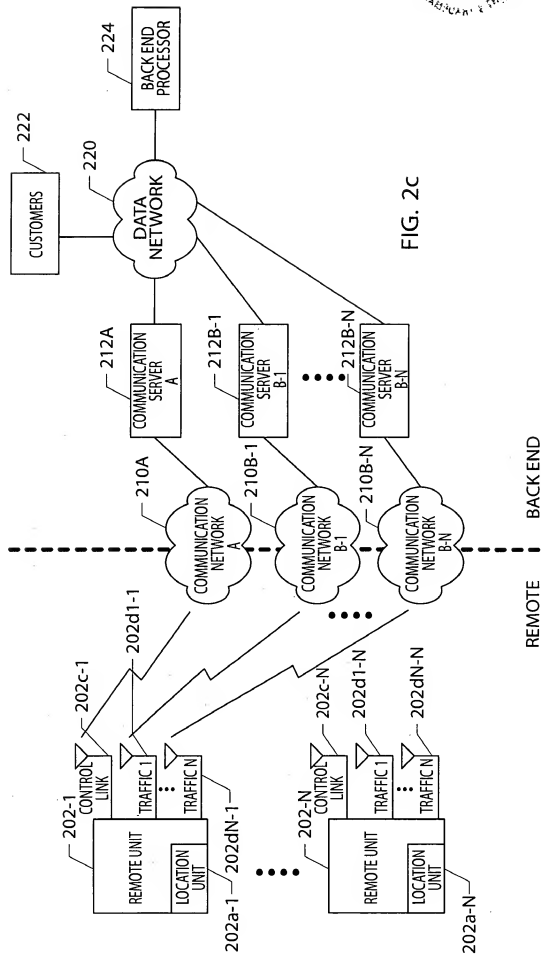 222
CUSTOMERS
220
DATA
NETWORK
224
BACK END
PROCESSOR
212A
COMMUNICATION
SERVER
A
212B-1
COMMUNICATION
SERVER
B-1
212B-N
COMMUNICATION
SERVER
B-N
FIG. 2c
210A
COMMUNICATION
NETWORK
A
210B-1
COMMUNICATION
NETWORK
B-1
210B-N
COMMUNICATION
NETWORK
B-N
REMOTE
BACK END
202-1
202c-1
202d1-1
CONTROL
LINK
REMOTE UNIT
TRAFFIC 1
LOCATION
UNIT
TRAFFIC N
202a-1
202dN-1
202-N
202c-N
202d1-N
202dN-N
CONTROL
LINK
REMOTE UNIT
TRAFFIC 1
LOCATION
UNIT
TRAFFIC N
202a-N